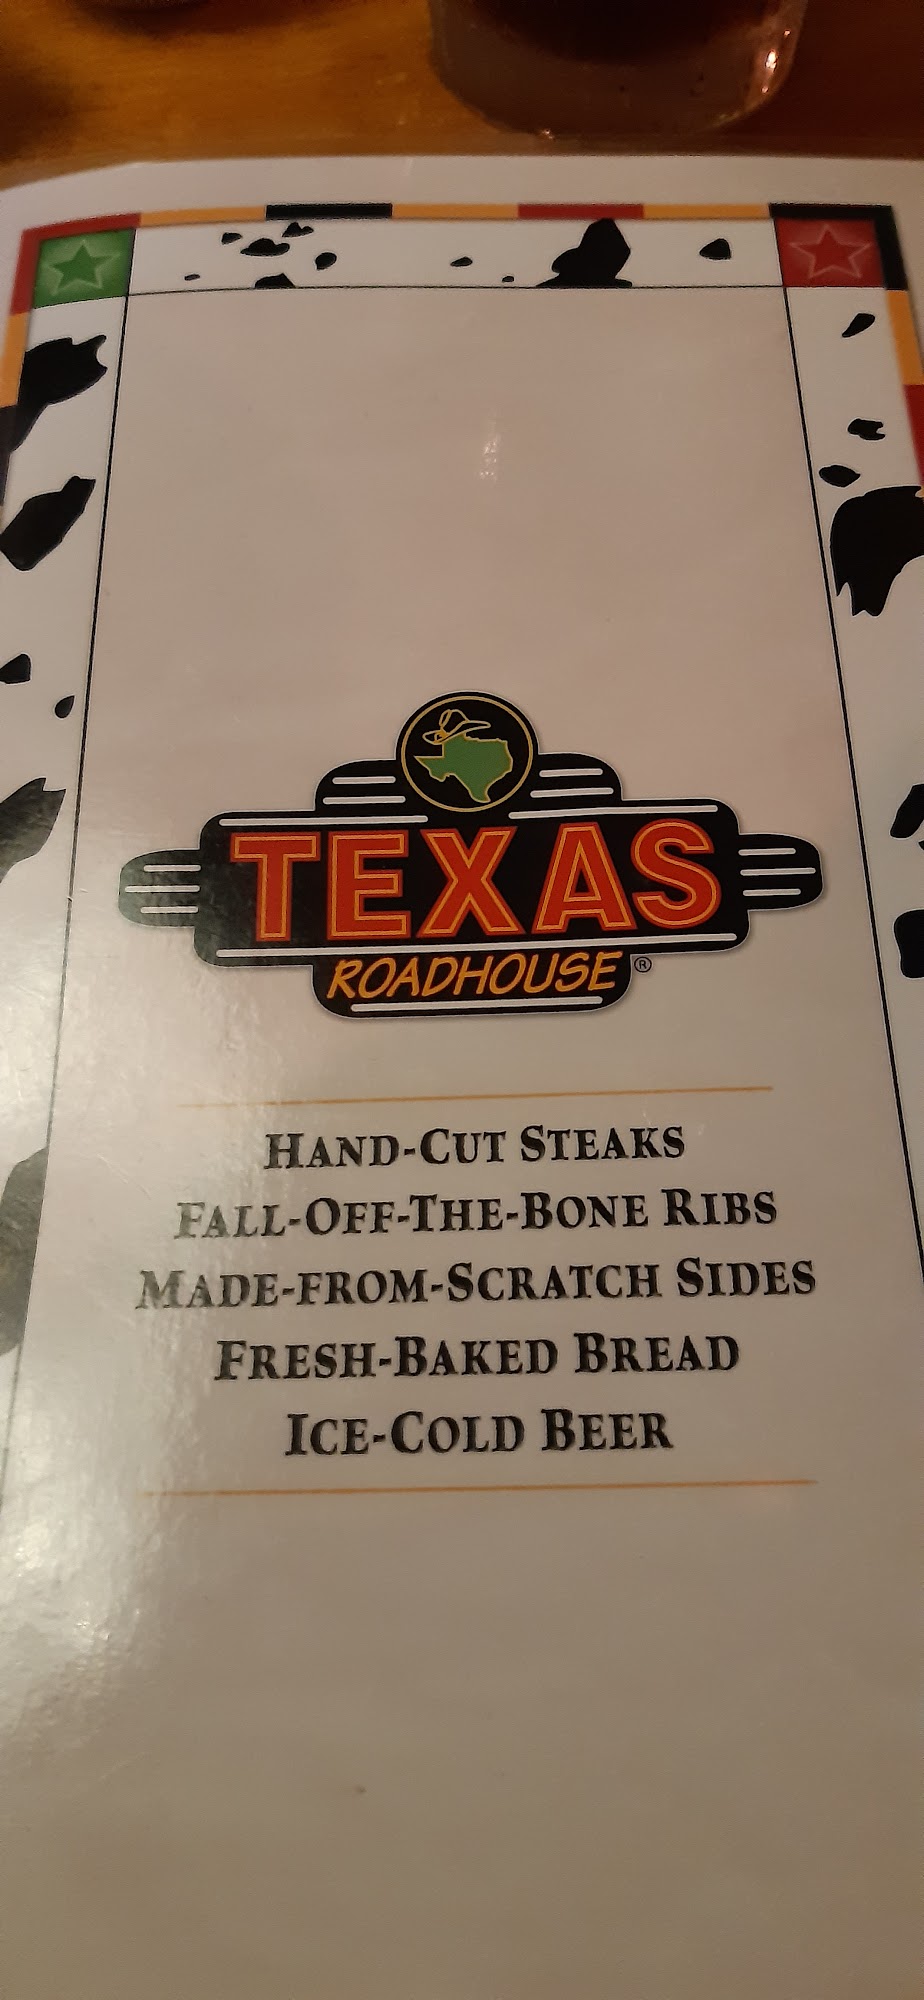 TEXAS
ROADHOUSE®
HAND-CUT STEAKS
FALL-OFF-THE-BONE RIBS
MADE-FROM-SCRATCH SIDES
FRESH-BAKED BREAD
ICE-COLD BEER